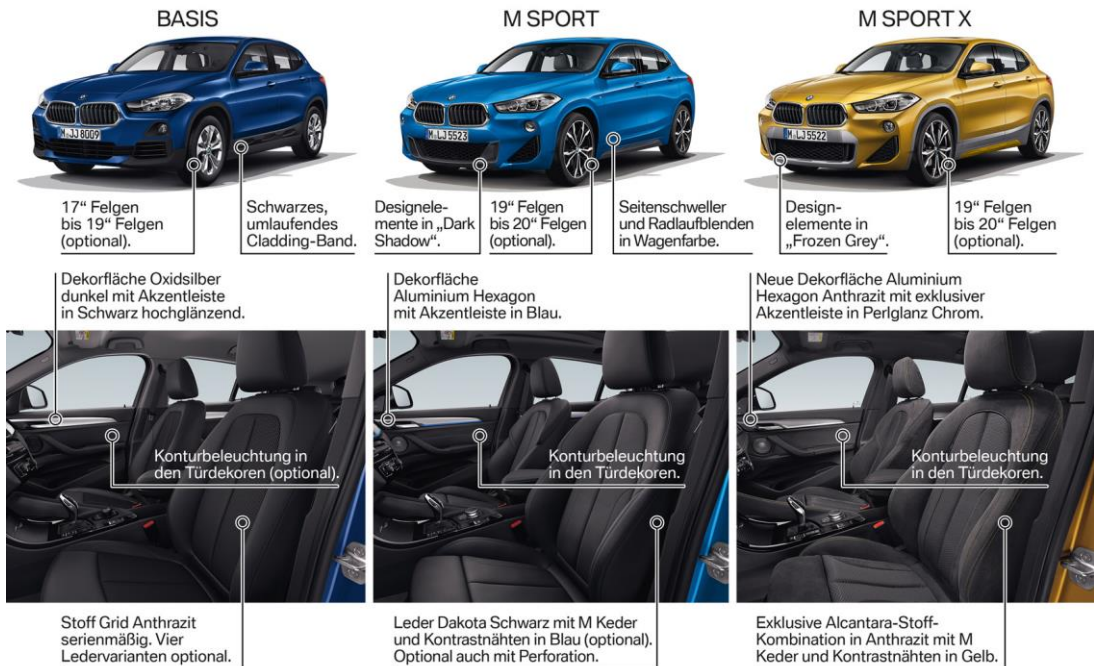 BASIS
M SPORT
M SPORT X
M JJ 8009
M LJ 5523
M LJ 5522
17“ Felgen
bis 19“ Felgen
(optional).
Schwarzes,
umlaufendes
Cladding-Band.
Designele-
mente in „Dark
Shadow“.
19“ Felgen
bis 20“ Felgen
(optional).
Seitenschweller
und Radlaufblenden
in Wagenfarbe.
Design-
elemente in
„Frozen Grey“.
19“ Felgen
bis 20“ Felgen
(optional).
Dekorfläche Oxidsilber
dunkel mit Akzentleiste
in Schwarz hochglänzend.
Dekorfläche
Aluminium Hexagon
mit Akzentleiste in Blau.
Neue Dekorfläche Aluminium
Hexagon Anthrazit mit exklusiver
Akzentleiste in Perlglanz Chrom.
Konturbeleuchtung in
den Türdekoren (optional).
Konturbeleuchtung
in den Türdekoren.
Konturbeleuchtung
in den Türdekoren.
Stoff Grid Anthrazit
serienmäßig. Vier
Ledervarianten optional.
Leder Dakota Schwarz mit M Keder
und Kontrastnähten in Blau (optional).
Optional auch mit Perforation.
Exklusive Alcantara-Stoff-
Kombination in Anthrazit mit M
Keder und Kontrastnähten in Gelb.